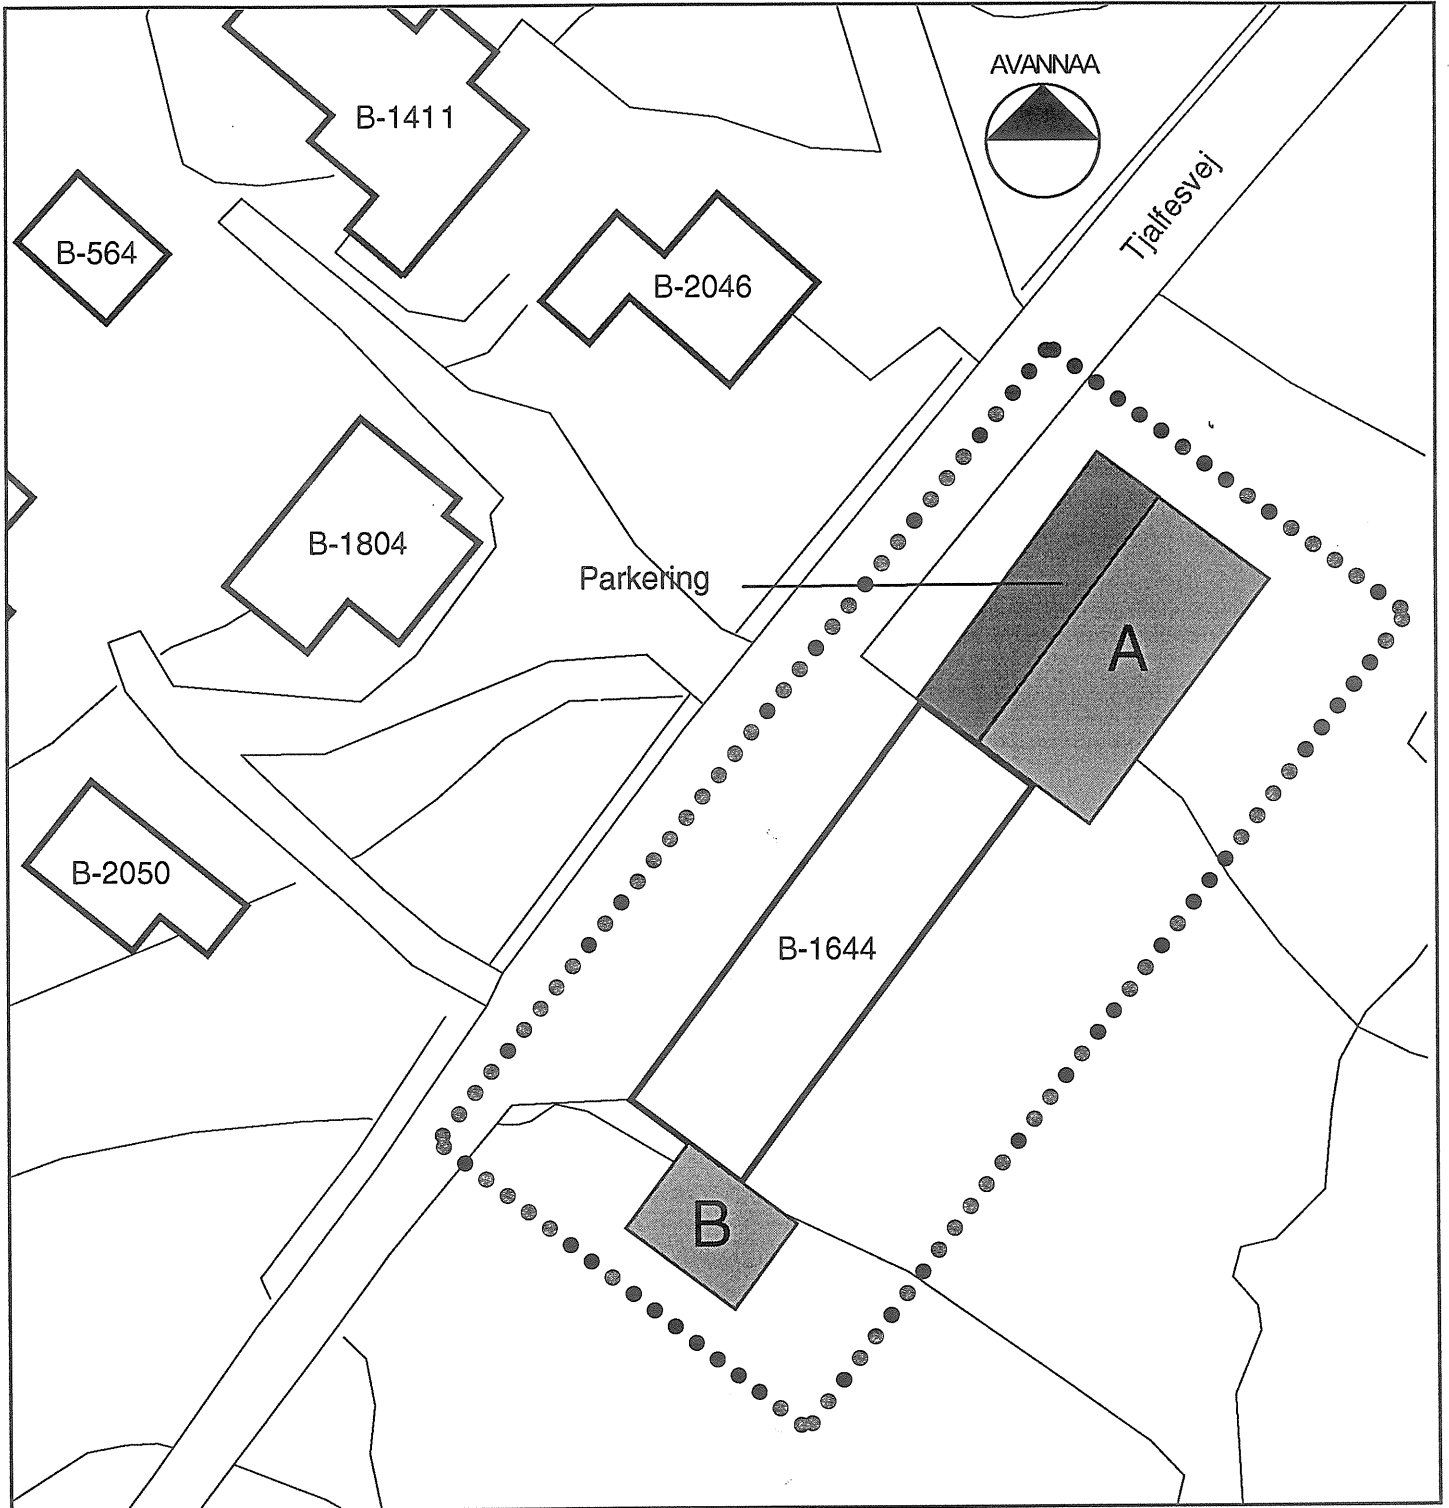 AVANNAA
B-1411
Tjalfesvej
B-564
B-2046
B-1804
Parkering
A
B-2050
B-1644
B